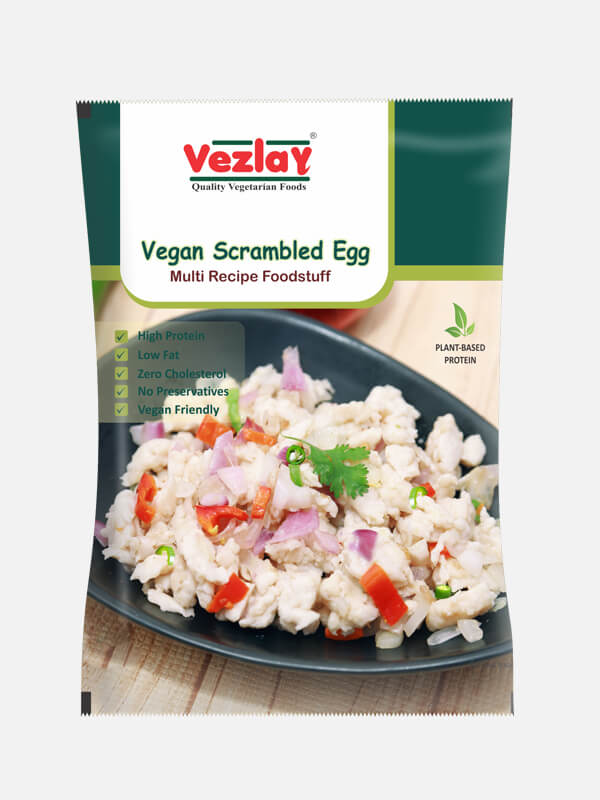 Vezlay®
Quality Vegetarian Foods
Vegan Scrambled Egg
Multi Recipe Foodstuff
High Protein
Low Fat
Zero Cholesterol
No Preservatives
Vegan Friendly
PLANT-BASED
PROTEIN